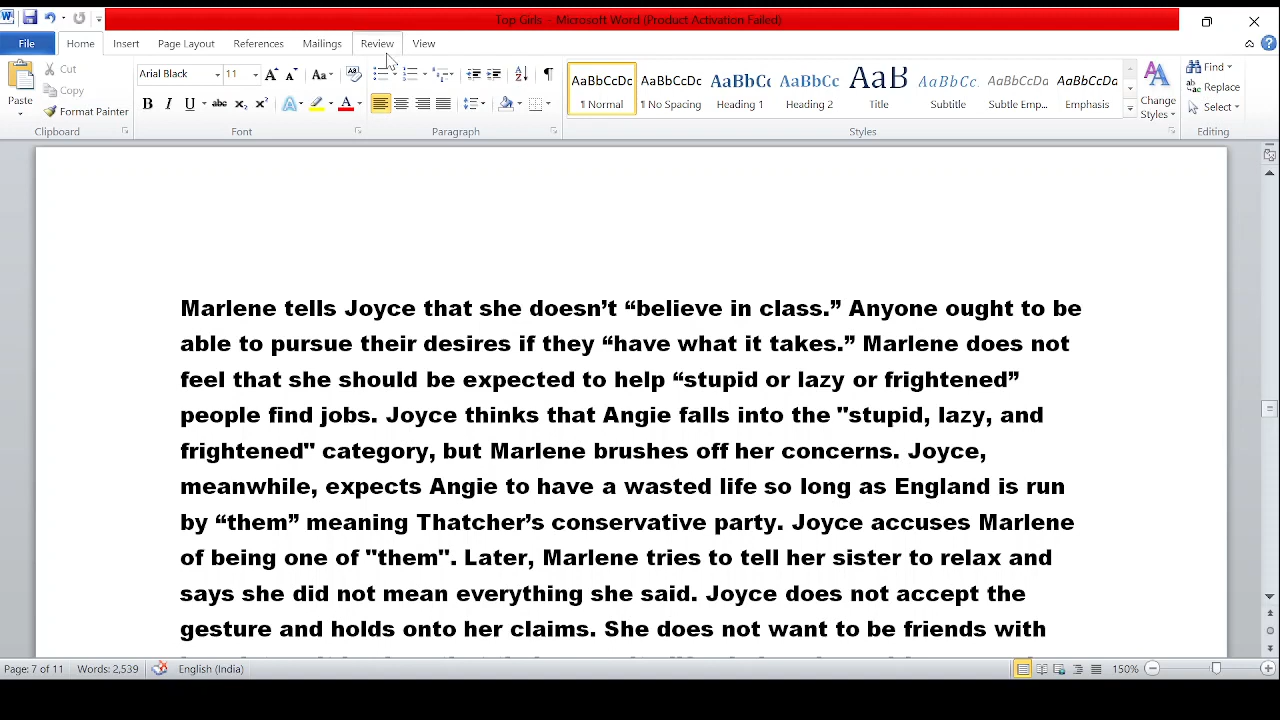 Top Girls - Microsoft Word (Product Activation Failed)
File Home Insert Page Layout References Mailings Review View
Paste
Cut
Copy
Format Painter
Clipboard
Arial Black 11
Font
Paragraph
AaBbCcDc AaBbCcDc AaBbCc AaBbCc AaB AaBbCc. AaBbCcDc AaBbCcDc
¶ Normal ¶ No Spacing Heading 1 Heading 2 Title Subtitle Subtle Em... Emphasis
Styles
Change
Styles
Find
Replace
Select
Editing
Marlene tells Joyce that she doesn’t “believe in class.” Anyone ought to be
able to pursue their desires if they “have what it takes.” Marlene does not
feel that she should be expected to help “stupid or lazy or frightened”
people find jobs. Joyce thinks that Angie falls into the "stupid, lazy, and
frightened" category, but Marlene brushes off her concerns. Joyce,
meanwhile, expects Angie to have a wasted life so long as England is run
by “them” meaning Thatcher’s conservative party. Joyce accuses Marlene
of being one of "them". Later, Marlene tries to tell her sister to relax and
says she did not mean everything she said. Joyce does not accept the
gesture and holds onto her claims. She does not want to be friends with
Page: 7 of 11 Words: 2,539 English (India) 150%